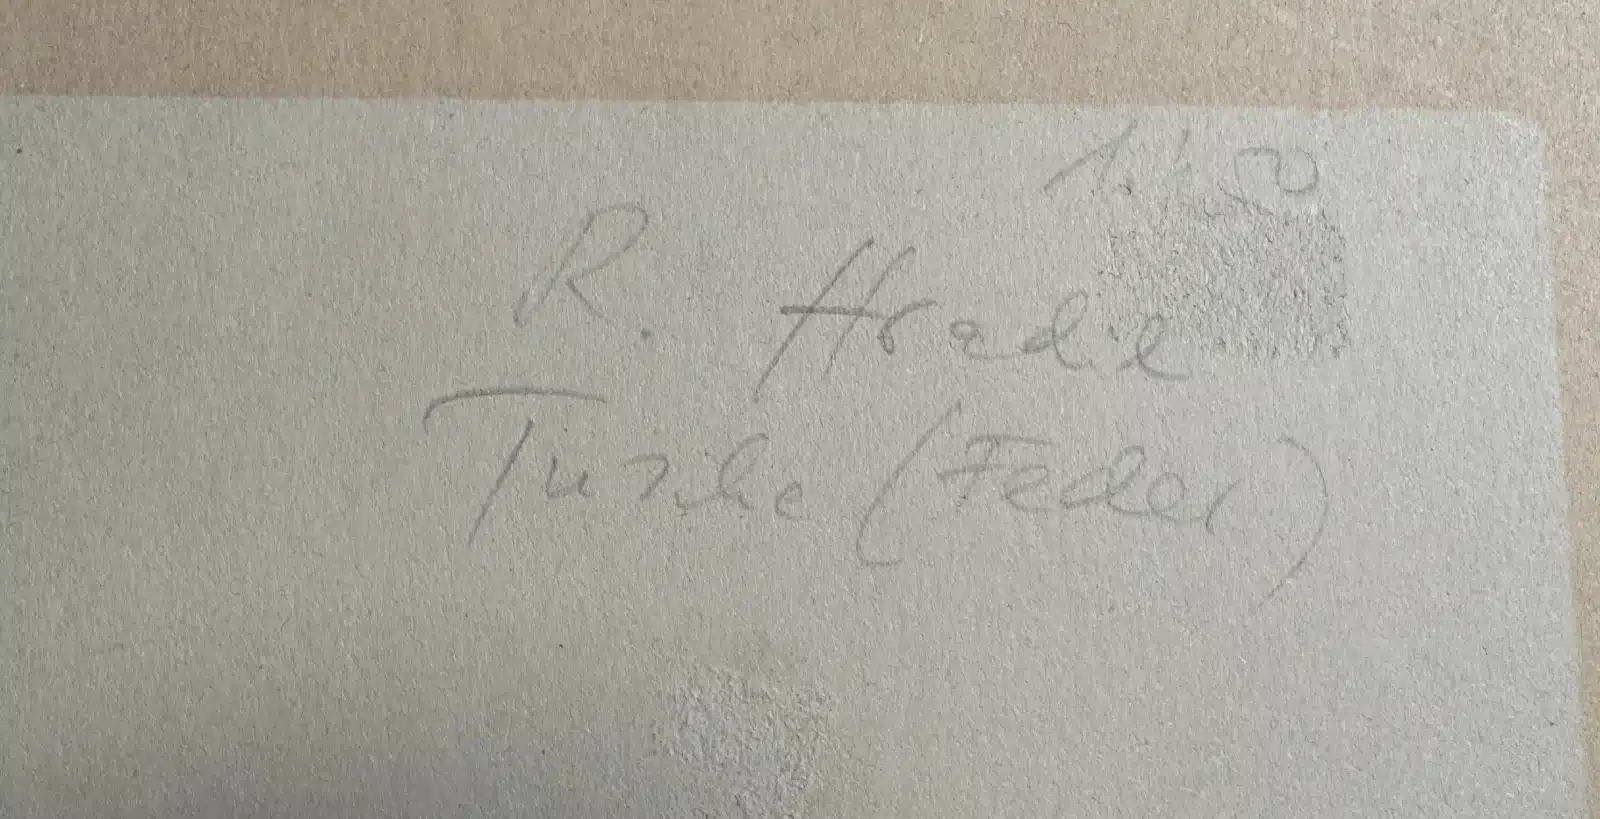 R. Hradil
Tusche (Feder)